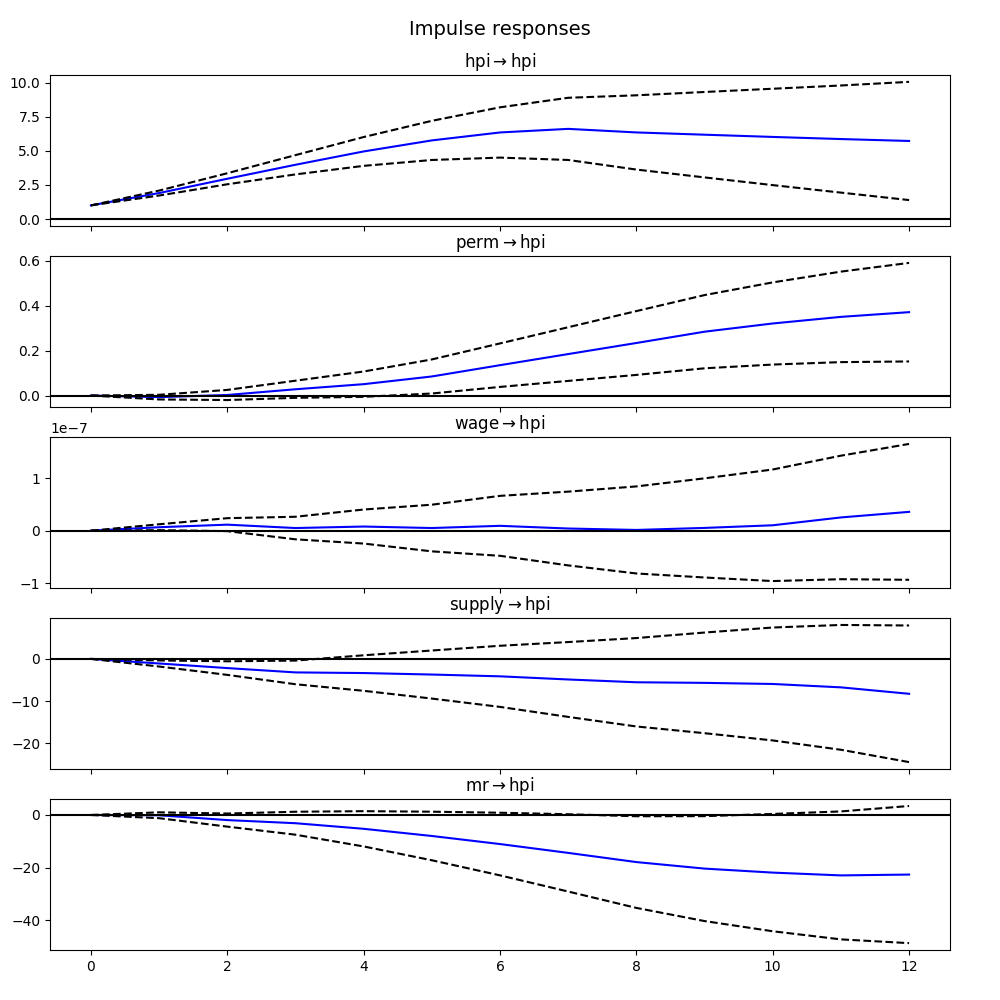 Impulse responses
hpi → hpi
10.0
7.5
5.0
2.5
0.0
perm → hpi
0.6
0.4
0.2
0.0
wage → hpi
1e−7
1
0
−1
supply → hpi
0
−10
−20
mr → hpi
0
−20
−40
0 2 4 6 8 10 12